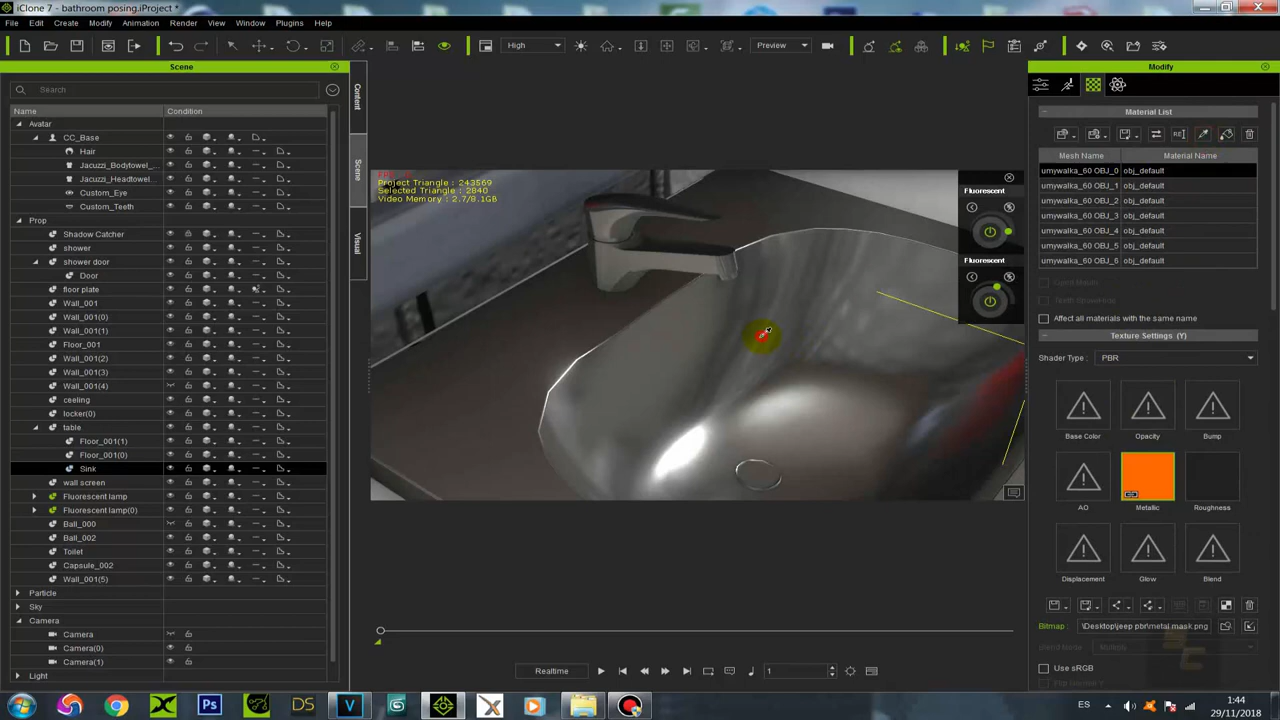 iClone 7 - bathroom posing.iProject *
File Edit Create Modify Animation Render View Window Plugins Help
High Preview
Scene
Search
Name Condition
Avatar
CC_Base
Hair
Jacuzzi_Bodytowel_...
Jacuzzi_Headtowel...
Custom_Eye
Custom_Teeth
Prop
Shadow Catcher
shower
shower door
Door
floor plate
Wall_001
Wall_001(0)
Wall_001(1)
Floor_001
Wall_001(2)
Wall_001(3)
Wall_001(4)
ceeling
locker(0)
table
Floor_001(1)
Floor_001(0)
Sink
wall screen
Fluorescent lamp
Fluorescent lamp(0)
Ball_000
Ball_002
Toilet
Capsule_002
Wall_001(5)
Particle
Sky
Camera
Camera
Camera(0)
Camera(1)
Light
Content
Scene
Visual
Project Triangle : 243569
Selected Triangle : 2840
Video Memory : 2.7/8.1GB
Fluorescent
Fluorescent
Realtime 1
Modify
Material List
Mesh Name Material Name
umywalka_60 OBJ_0 obj_default
umywalka_60 OBJ_1 obj_default
umywalka_60 OBJ_2 obj_default
umywalka_60 OBJ_3 obj_default
umywalka_60 OBJ_4 obj_default
umywalka_60 OBJ_5 obj_default
umywalka_60 OBJ_6 obj_default
Affect all materials with the same name
Texture Settings (Y)
Shader Type : PBR
Base Color Opacity Bump
AO Metallic Roughness
Displacement Glow Blend
Bitmap: \Desktop\jeep pbr\metal mask.png
Blend Mode : Multiply
Use sRGB
ES 1:44
29/11/2018